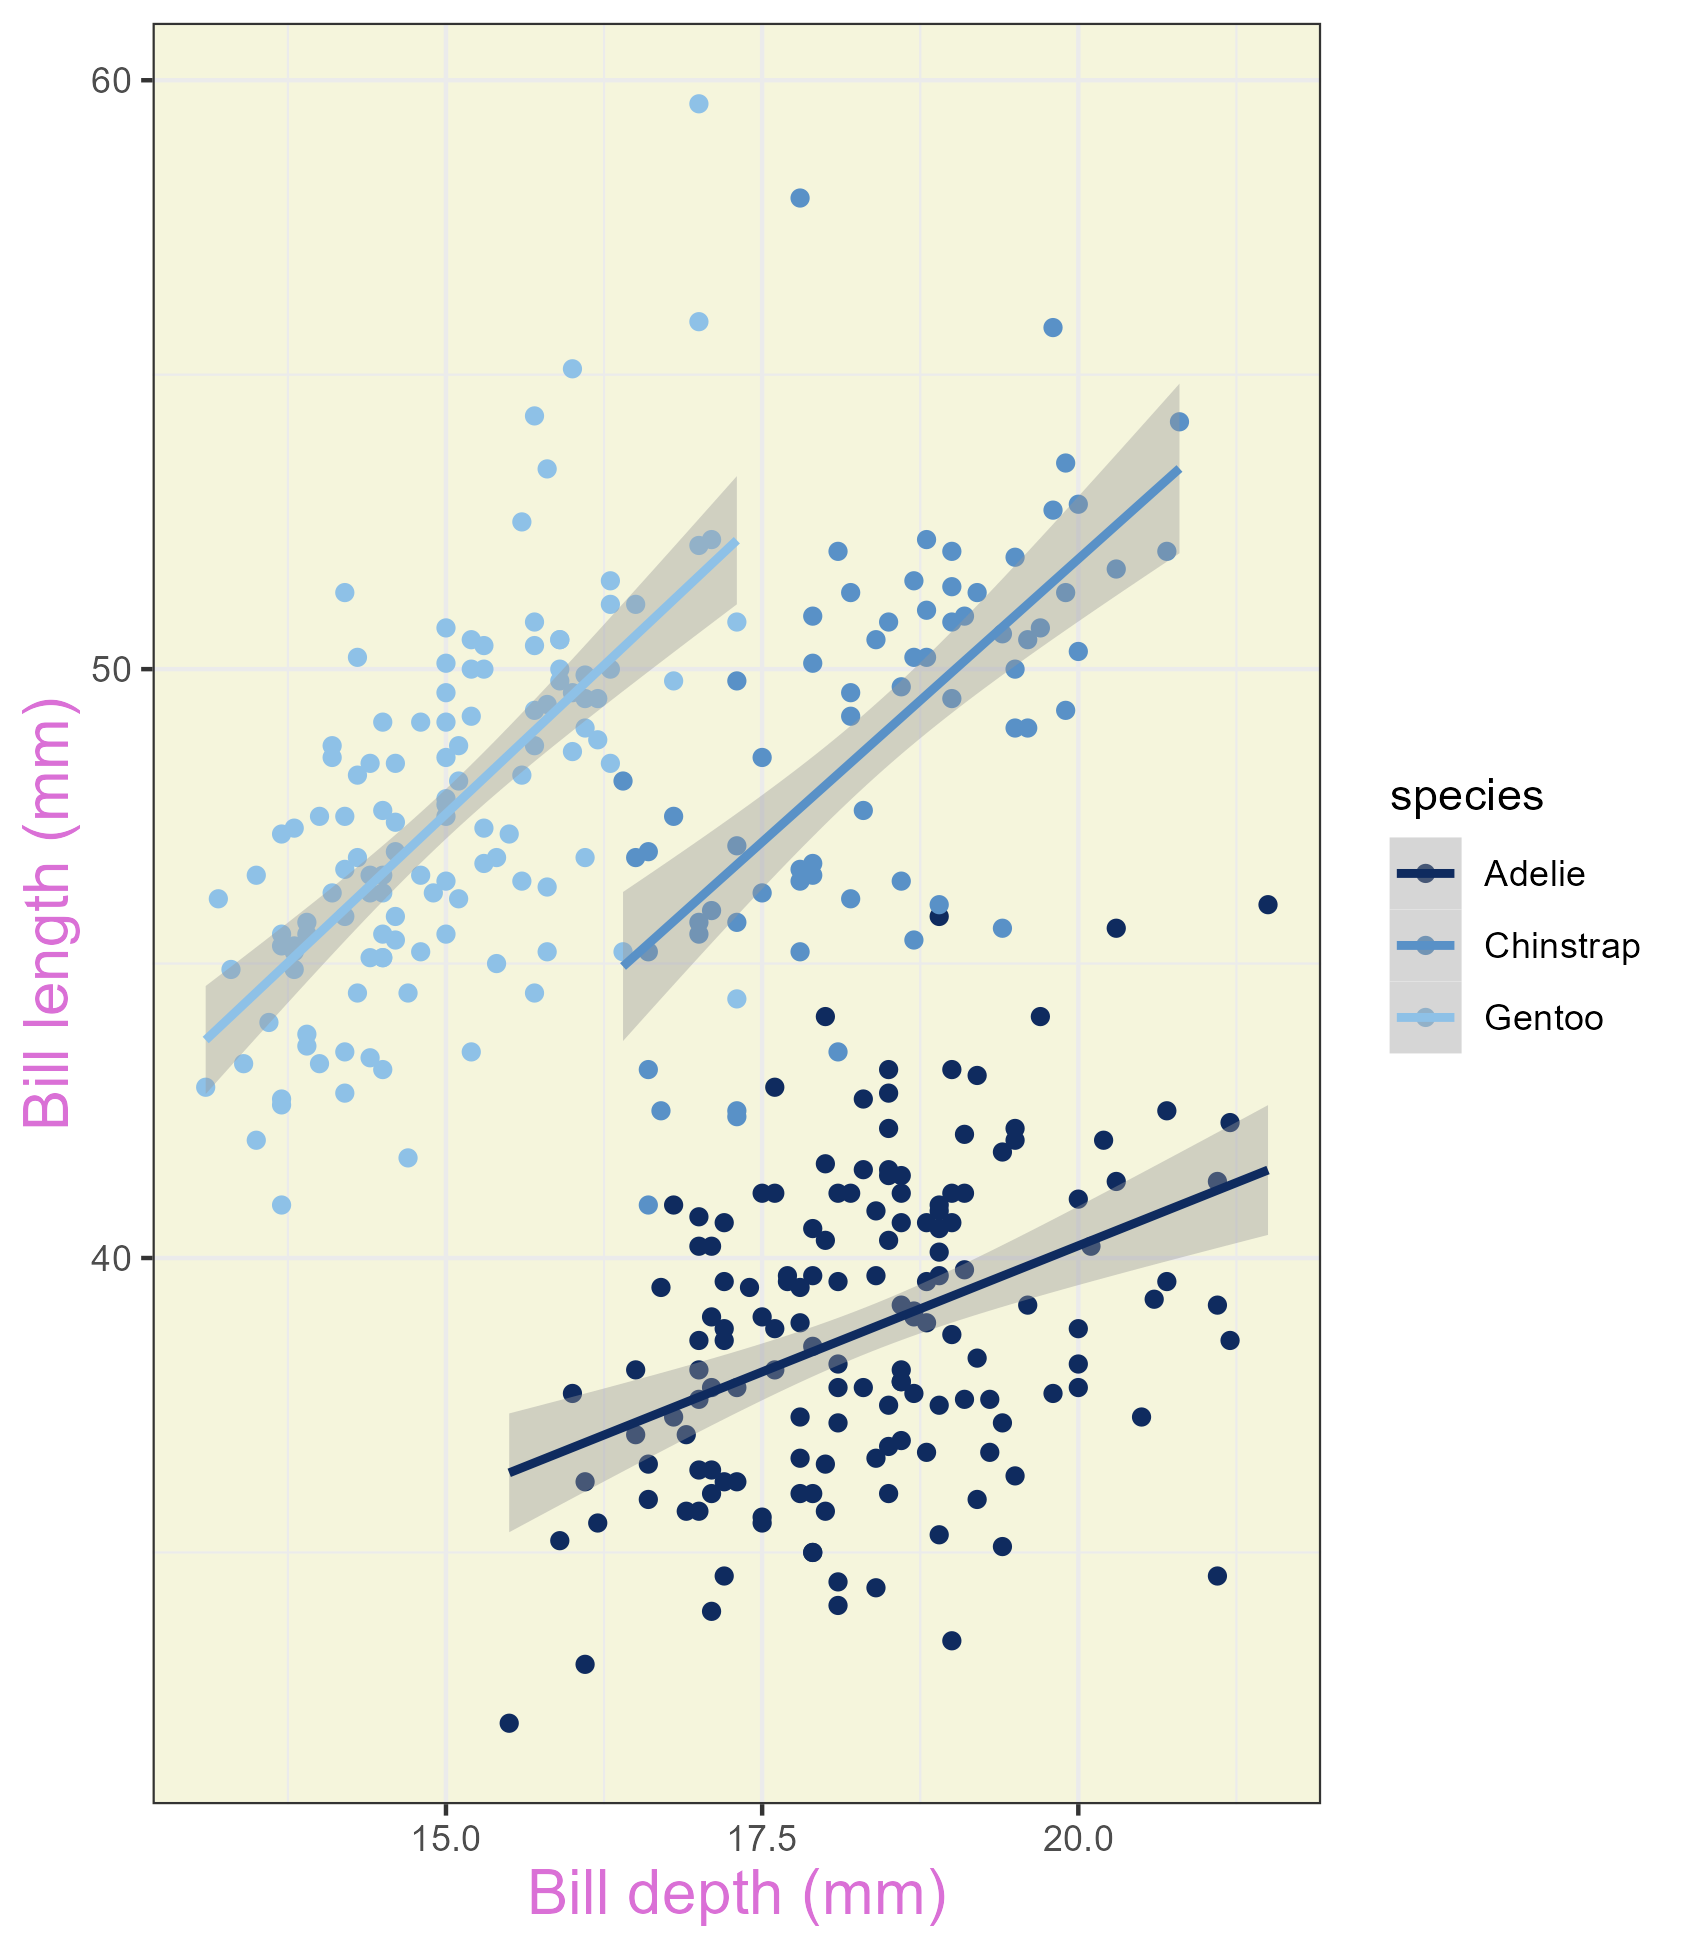 60
50
40
Bill length (mm)
15.0
17.5
20.0
Bill depth (mm)
species
Adelie
Chinstrap
Gentoo